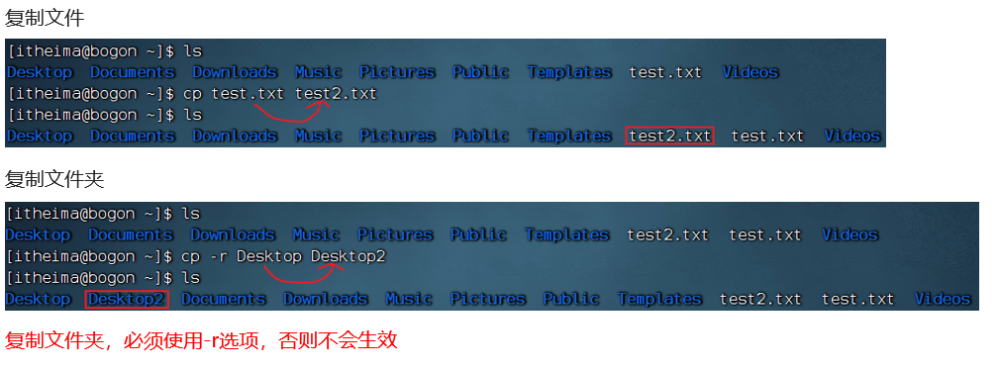 复制文件
[itheima@bogon ~]$ ls
Desktop  Documents  Downloads  Music  Pictures  Public  Templates  test.txt  Videos
[itheima@bogon ~]$ cp test.txt test2.txt
[itheima@bogon ~]$ ls
Desktop  Documents  Downloads  Music  Pictures  Public  Templates  test2.txt  test.txt  Videos
复制文件夹
[itheima@bogon ~]$ ls
Desktop  Documents  Downloads  Music  Pictures  Public  Templates  test2.txt  test.txt  Videos
[itheima@bogon ~]$ cp -r Desktop Desktop2
[itheima@bogon ~]$ ls
Desktop  Desktop2  Documents  Downloads  Music  Pictures  Public  Templates  test2.txt  test.txt  Videos
复制文件夹，必须使用-r选项，否则不会生效